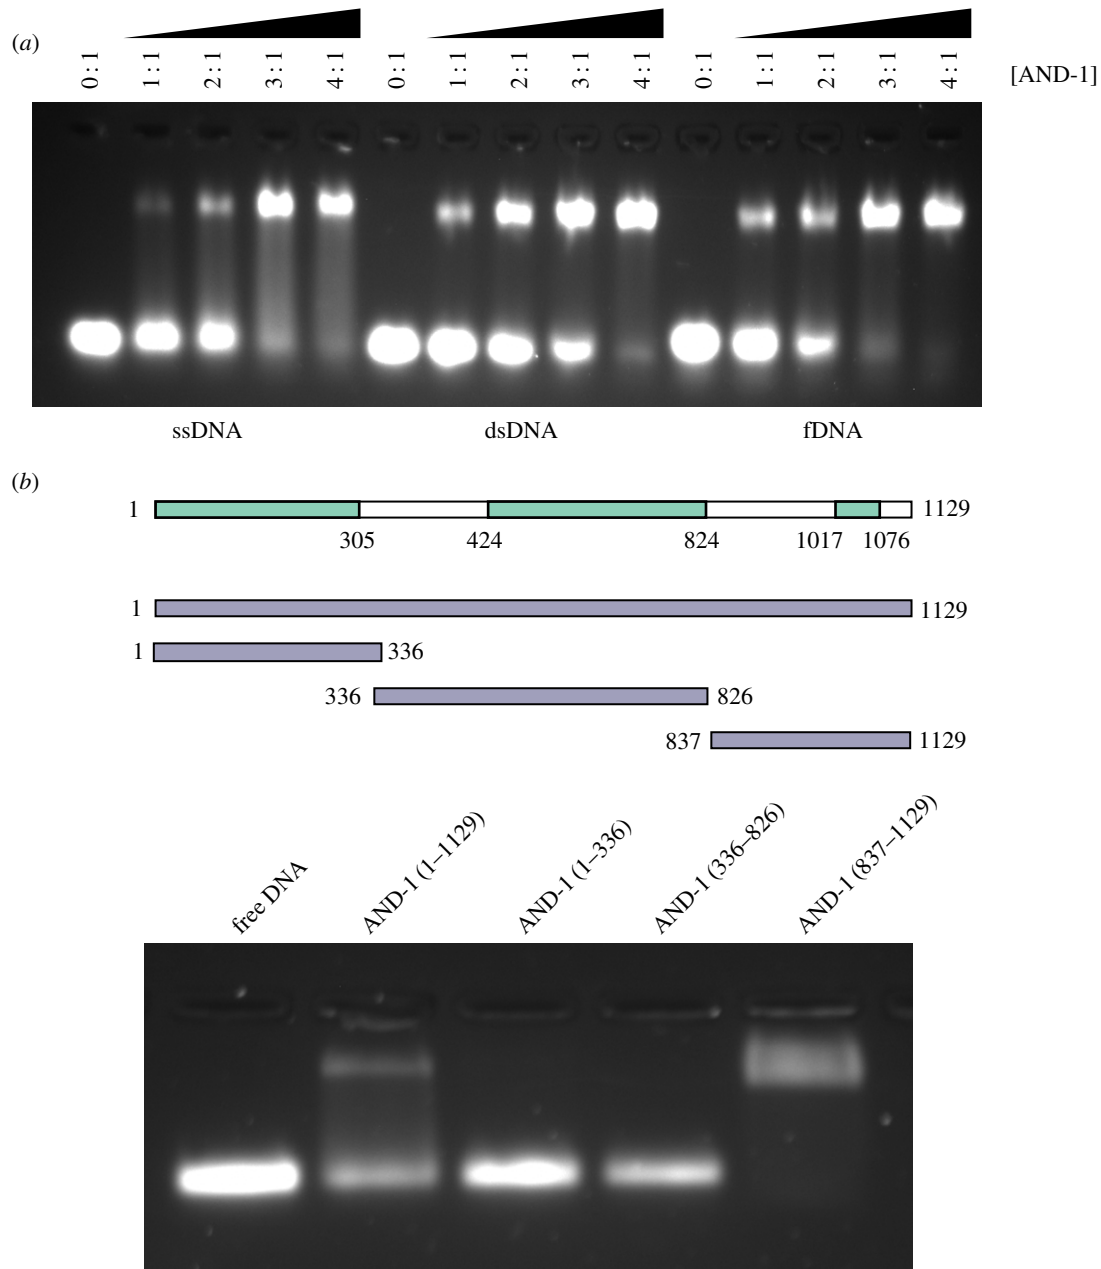 (a)
0:1 1:1 2:1 3:1 4:1 0:1 1:1 2:1 3:1 4:1 0:1 1:1 2:1 3:1 4:1 [AND-1]
ssDNA dsDNA fDNA
(b)
1 1129
305 424 824 1017 1076
1 1129
1 336
336 826
837 1129
free DNA AND-1 (1–1129) AND-1 (1–336) AND-1 (336–826) AND-1 (837–1129)